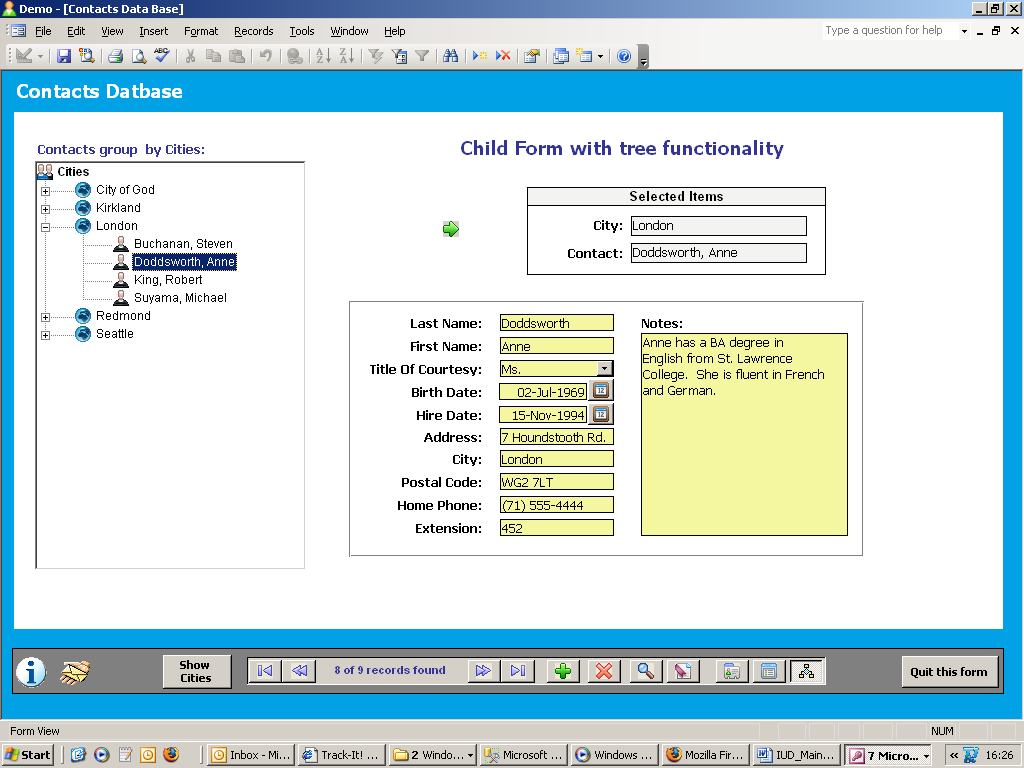 Demo - [Contacts Data Base]
File Edit View Insert Format Records Tools Window Help
Type a question for help
Contacts Datbase
Contacts group by Cities:
Cities
City of God
Kirkland
London
Buchanan, Steven
Doddsworth, Anne
King, Robert
Suyama, Michael
Redmond
Seattle
Child Form with tree functionality
Selected Items
City: London
Contact: Doddsworth, Anne
Last Name: Doddsworth
First Name: Anne
Title Of Courtesy: Ms.
Birth Date: 02-Jul-1969
Hire Date: 15-Nov-1994
Address: 7 Houndstooth Rd.
City: London
Postal Code: WG2 7LT
Home Phone: (71) 555-4444
Extension: 452
Notes:
Anne has a BA degree in
English from St. Lawrence
College. She is fluent in French
and German.
Show
Cities
8 of 9 records found
Quit this form
Form View
NUM
Start
Inbox - Mi...
Track-It! ...
2 Windo...
Microsoft ...
Windows ...
Mozilla Fir...
IUD_Main...
7 Micro...
16:26